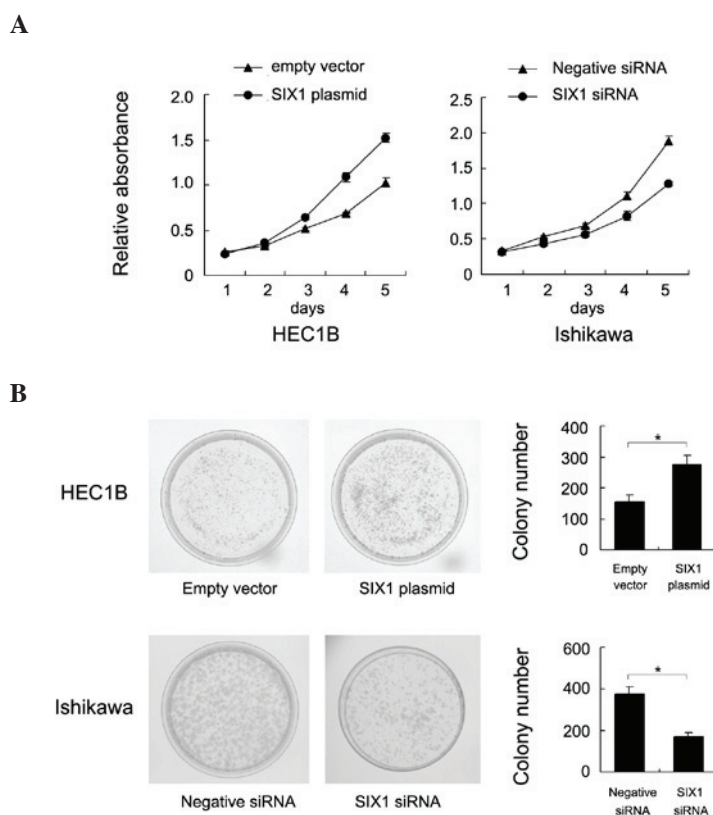 A
empty vector
SIX1 plasmid
Negative siRNA
SIX1 siRNA
Relative absorbance
2.0
1.5
1.0
0.5
0
1 2 3 4 5
days
HEC1B
2.5
2.0
1.5
1.0
0.5
0
1 2 3 4 5
days
Ishikawa
B
HEC1B
Empty vector
SIX1 plasmid
Colony number
400
300
200
100
0
*
Empty vector
SIX1 plasmid
Ishikawa
Negative siRNA
SIX1 siRNA
Colony number
600
400
200
0
*
Negative siRNA
SIX1 siRNA